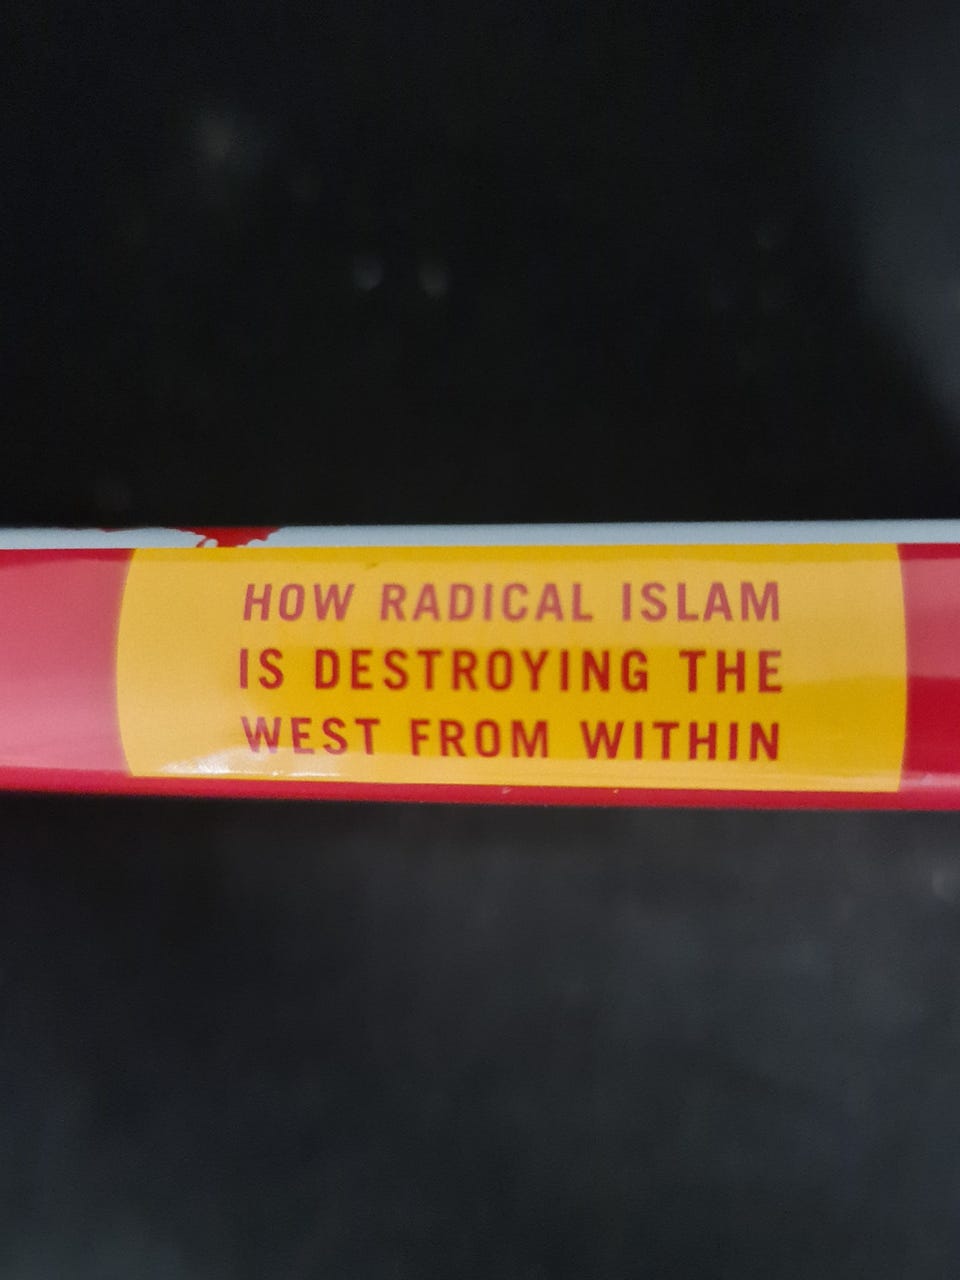 HOW RADICAL ISLAM
IS DESTROYING THE
WEST FROM WITHIN